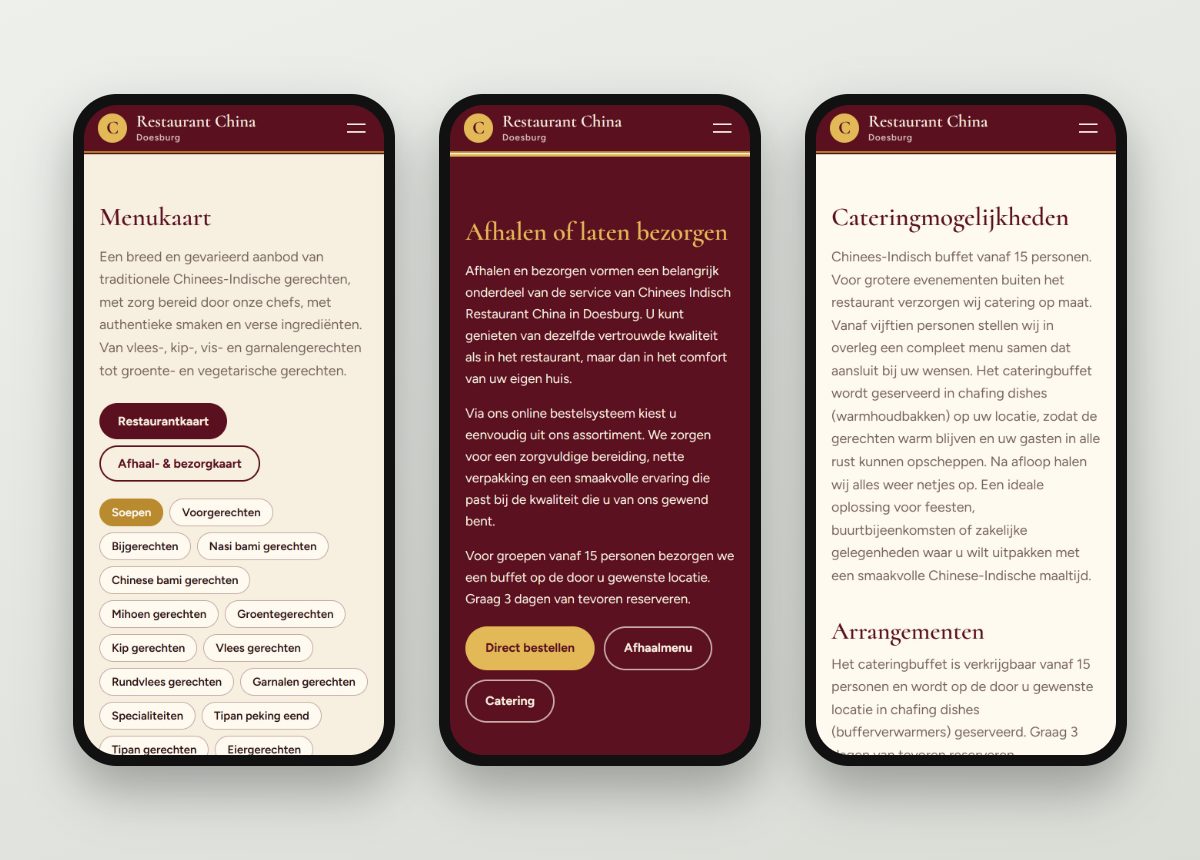 C
Restaurant China
Doesburg
Menukaart
Een breed en gevarieerd aanbod van
traditionele Chinees-Indische gerechten,
met zorg bereid door onze chefs, met
authentieke smaken en verse ingrediënten.
Van vlees-, kip-, vis- en garnalengerechten
tot groente- en vegetarische gerechten.
Restaurantkaart
Afhaal- & bezorgkaart
Soepen
Voorgerechten
Bijgerechten
Nasi bami gerechten
Chinese bami gerechten
Mihoen gerechten
Groentegerechten
Kip gerechten
Vlees gerechten
Rundvlees gerechten
Garnalen gerechten
Specialiteiten
Tipan peking eend
Tipan gerechten
Eiergerechten
C
Restaurant China
Doesburg
Afhalen of laten bezorgen
Afhalen en bezorgen vormen een belangrijk
onderdeel van de service van Chinees Indisch
Restaurant China in Doesburg. U kunt
genieten van dezelfde vertrouwde kwaliteit
als in het restaurant, maar dan in het comfort
van uw eigen huis.
Via ons online bestelsysteem kiest u
eenvoudig uit ons assortiment. We zorgen
voor een zorgvuldige bereiding, nette
verpakking en een smaakvolle ervaring die
past bij de kwaliteit die u van ons gewend
bent.
Voor groepen vanaf 15 personen bezorgen we
een buffet op de door u gewenste locatie.
Graag 3 dagen van tevoren reserveren.
Direct bestellen
Afhaalmenu
Catering
C
Restaurant China
Doesburg
Cateringmogelijkheden
Chinees-Indisch buffet vanaf 15 personen.
Voor grotere evenementen buiten het
restaurant verzorgen wij catering op maat.
Vanaf vijftien personen stellen wij in
overleg een compleet menu samen dat
aansluit bij uw wensen. Het cateringbuffet
wordt geserveerd in chafing dishes
(warmhoudbakken) op uw locatie, zodat de
gerechten warm blijven en uw gasten in alle
rust kunnen opscheppen. Na afloop halen
wij alles weer netjes op. Een ideale
oplossing voor feesten,
buurtbijeenkomsten of zakelijke
gelegenheden waar u wilt uitpakken met
een smaakvolle Chinese-Indische maaltijd.
Arrangementen
Het cateringbuffet is verkrijgbaar vanaf 15
personen en wordt op de door u gewenste
locatie in chafing dishes
(bufferverwarmers) geserveerd. Graag 3
dagen van tevoren reserveren.